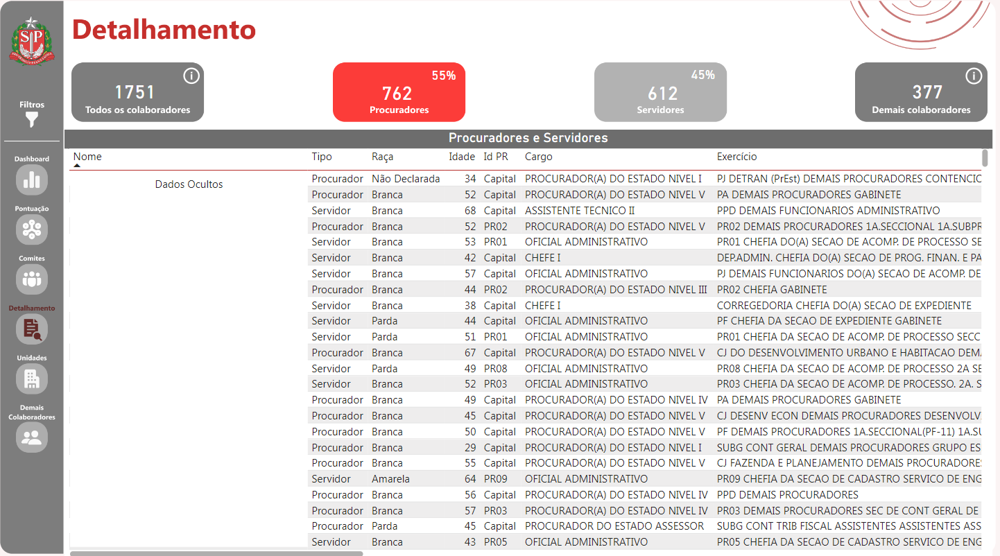 Detalhamento
SP
Filtros
Dashboard
Pontuação
Comites
Detalhamento
Unidades
Demais
Colaboradores
1751
Todos os colaboradores
55%
762
Procuradores
45%
612
Servidores
377
Demais colaboradores
Procuradores e Servidores
Nome Tipo Raça Idade Id PR Cargo Exercício
Dados Ocultos
Procurador Não Declarada 34 Capital PROCURADOR(A) DO ESTADO NIVEL I PJ DETRAN (PrEst) DEMAIS PROCURADORES CONTENCIO
Procurador Branca 52 Capital PROCURADOR(A) DO ESTADO NIVEL V PA DEMAIS PROCURADORES GABINETE
Servidor Branca 68 Capital ASSISTENTE TECNICO II PPD DEMAIS FUNCIONARIOS ADMINISTRATIVO
Procurador Branca 52 PR02 PROCURADOR(A) DO ESTADO NIVEL V PR02 DEMAIS PROCURADORES 1A.SECCIONAL 1A.SUBPR
Servidor Branca 53 PR01 OFICIAL ADMINISTRATIVO PR01 CHEFIA DO(A) SECAO DE ACOMP. DE PROCESSO SE
Servidor Branca 42 Capital CHEFE I DEP.ADMIN. CHEFIA DO(A) SECAO DE PROG. FINAN. E PA
Servidor Branca 57 Capital OFICIAL ADMINISTRATIVO PJ DEMAIS FUNCIONARIOS DO(A) SECAO DE ACOMP. DE
Procurador Branca 44 PR02 PROCURADOR(A) DO ESTADO NIVEL III PR02 CHEFIA GABINETE
Servidor Branca 38 Capital CHEFE I CORREGEDORIA CHEFIA DO(A) SECAO DE EXPEDIENTE
Servidor Parda 44 Capital OFICIAL ADMINISTRATIVO PF CHEFIA DA SECAO DE EXPEDIENTE GABINETE
Servidor Parda 51 PR01 OFICIAL ADMINISTRATIVO PR01 CHEFIA DA SECAO DE ACOMP. DE PROCESSO SECC
Procurador Branca 67 Capital PROCURADOR(A) DO ESTADO NIVEL V CJ DO DESENVOLVIMENTO URBANO E HABITACAO DEM
Servidor Parda 49 PR08 OFICIAL ADMINISTRATIVO PR08 CHEFIA DA SECAO DE ACOMP. DE PROCESSO 2A SE
Servidor Branca 52 PR03 OFICIAL ADMINISTRATIVO PR03 CHEFIA DA SECAO DE ACOMP. DE PROCESSO. 2A. S
Procurador Branca 49 Capital PROCURADOR(A) DO ESTADO NIVEL IV PA DEMAIS PROCURADORES GABINETE
Procurador Branca 45 Capital PROCURADOR(A) DO ESTADO NIVEL V CJ DESENV ECON DEMAIS PROCURADORES DESENVOLV
Procurador Branca 50 Capital PROCURADOR(A) DO ESTADO NIVEL V PF DEMAIS PROCURADORES 1A.SECCIONAL(PF-11) 1A.SU
Procurador Branca 29 Capital PROCURADOR(A) DO ESTADO NIVEL I SUBG CONT GERAL DEMAIS PROCURADORES GRUPO ES
Procurador Branca 55 Capital PROCURADOR(A) DO ESTADO NIVEL V CJ FAZENDA E PLANEJAMENTO DEMAIS PROCURADORE
Servidor Amarela 64 PR09 OFICIAL ADMINISTRATIVO PR09 CHEFIA DA SECAO DE CADASTRO SERVICO DE ENG
Procurador Branca 56 Capital PROCURADOR(A) DO ESTADO NIVEL IV PPD DEMAIS PROCURADORES
Procurador Branca 57 PR03 PROCURADOR(A) DO ESTADO NIVEL IV PR03 DEMAIS PROCURADORES SEC DE CONT GERAL DE
Procurador Parda 45 Capital PROCURADOR DO ESTADO ASSESSOR SUBG CONT TRIB FISCAL ASSISTENTES ASSISTENTES ASS
Servidor Branca 43 PR05 OFICIAL ADMINISTRATIVO PR05 CHEFIA DA SECAO DE CADASTRO SERVICO DE ENG